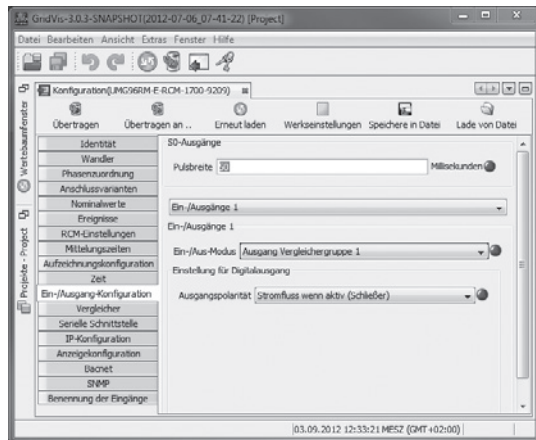 GridVis-3.0.3-SNAPSHOT(2012-07-06_07-41-22) [Project]
Datei Bearbeiten Ansicht Extras Fenster Hilfe
Konfiguration(UMG96RM-E-RCM-1700-9209)
Übertragen Übertragen an .. Erneut laden Werkseinstellungen Speichere in Datei Lade von Datei
Wertebaumfenster
Projekte - Project
Identität
Wandler
Phasenzuordnung
Anschlussvarianten
Nominalwerte
Ereignisse
RCM-Einstellungen
Mittelungszeiten
Aufzeichnungskonfiguration
Zeit
Ein-/Ausgang-Konfiguration
Vergleicher
Serielle Schnittstelle
IP-Konfiguration
Anzeigekonfiguration
Bacnet
SNMP
Benennung der Eingänge
S0-Ausgänge
Pulsbreite Millisekunden
Ein-/Ausgänge 1
Ein-/Ausgänge 1
Ein-/Aus-Modus Ausgang Vergleichergruppe 1
Einstellung für Digitalausgang
Ausgangspolarität Stromfluss wenn aktiv (Schließer)
03.09.2012 12:33:21 MESZ (GMT+02:00)